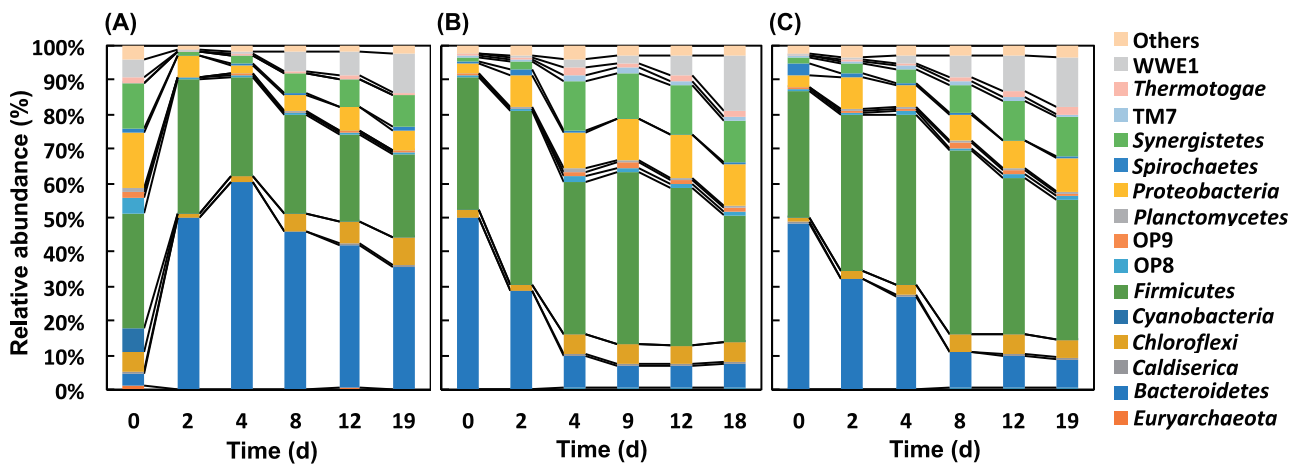 (A)
(B)
(C)
Relative abundance (%)
100%
90%
80%
70%
60%
50%
40%
30%
20%
10%
0%
0 2 4 8 12 19
Time (d)
0 2 4 9 12 18
Time (d)
0 2 4 8 12 19
Time (d)
Others
WWE1
Thermotogae
TM7
Synergistetes
Spirochaetes
Proteobacteria
Planctomycetes
OP9
OP8
Firmicutes
Cyanobacteria
Chloroflexi
Caldiserica
Bacteroidetes
Euryarchaeota